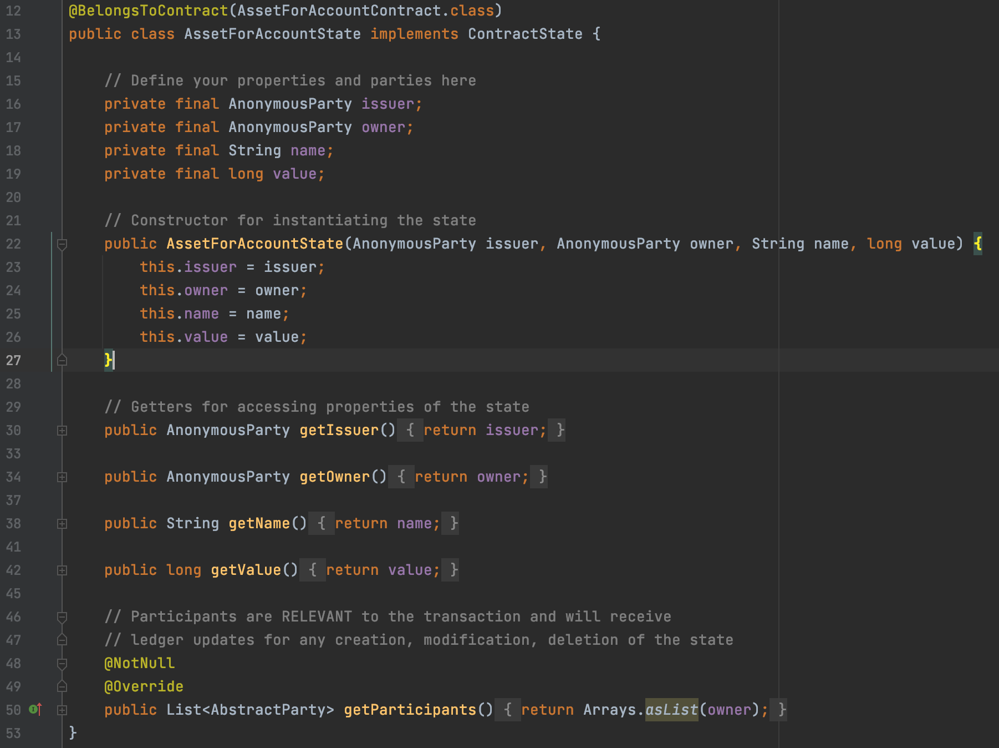 12 @BelongsToContract(AssetForAccountContract.class)
13 public class AssetForAccountState implements ContractState {
14
15     // Define your properties and parties here
16     private final AnonymousParty issuer;
17     private final AnonymousParty owner;
18     private final String name;
19     private final long value;
20
21     // Constructor for instantiating the state
22     public AssetForAccountState(AnonymousParty issuer, AnonymousParty owner, String name, long value) {
23         this.issuer = issuer;
24         this.owner = owner;
25         this.name = name;
26         this.value = value;
27     }
28
29     // Getters for accessing properties of the state
30     public AnonymousParty getIssuer() { return issuer; }
33
34     public AnonymousParty getOwner() { return owner; }
37
38     public String getName() { return name; }
41
42     public long getValue() { return value; }
45
46     // Participants are RELEVANT to the transaction and will receive
47     // ledger updates for any creation, modification, deletion of the state
48     @NotNull
49     @Override
50     public List<AbstractParty> getParticipants() { return Arrays.asList(owner); }
53 }